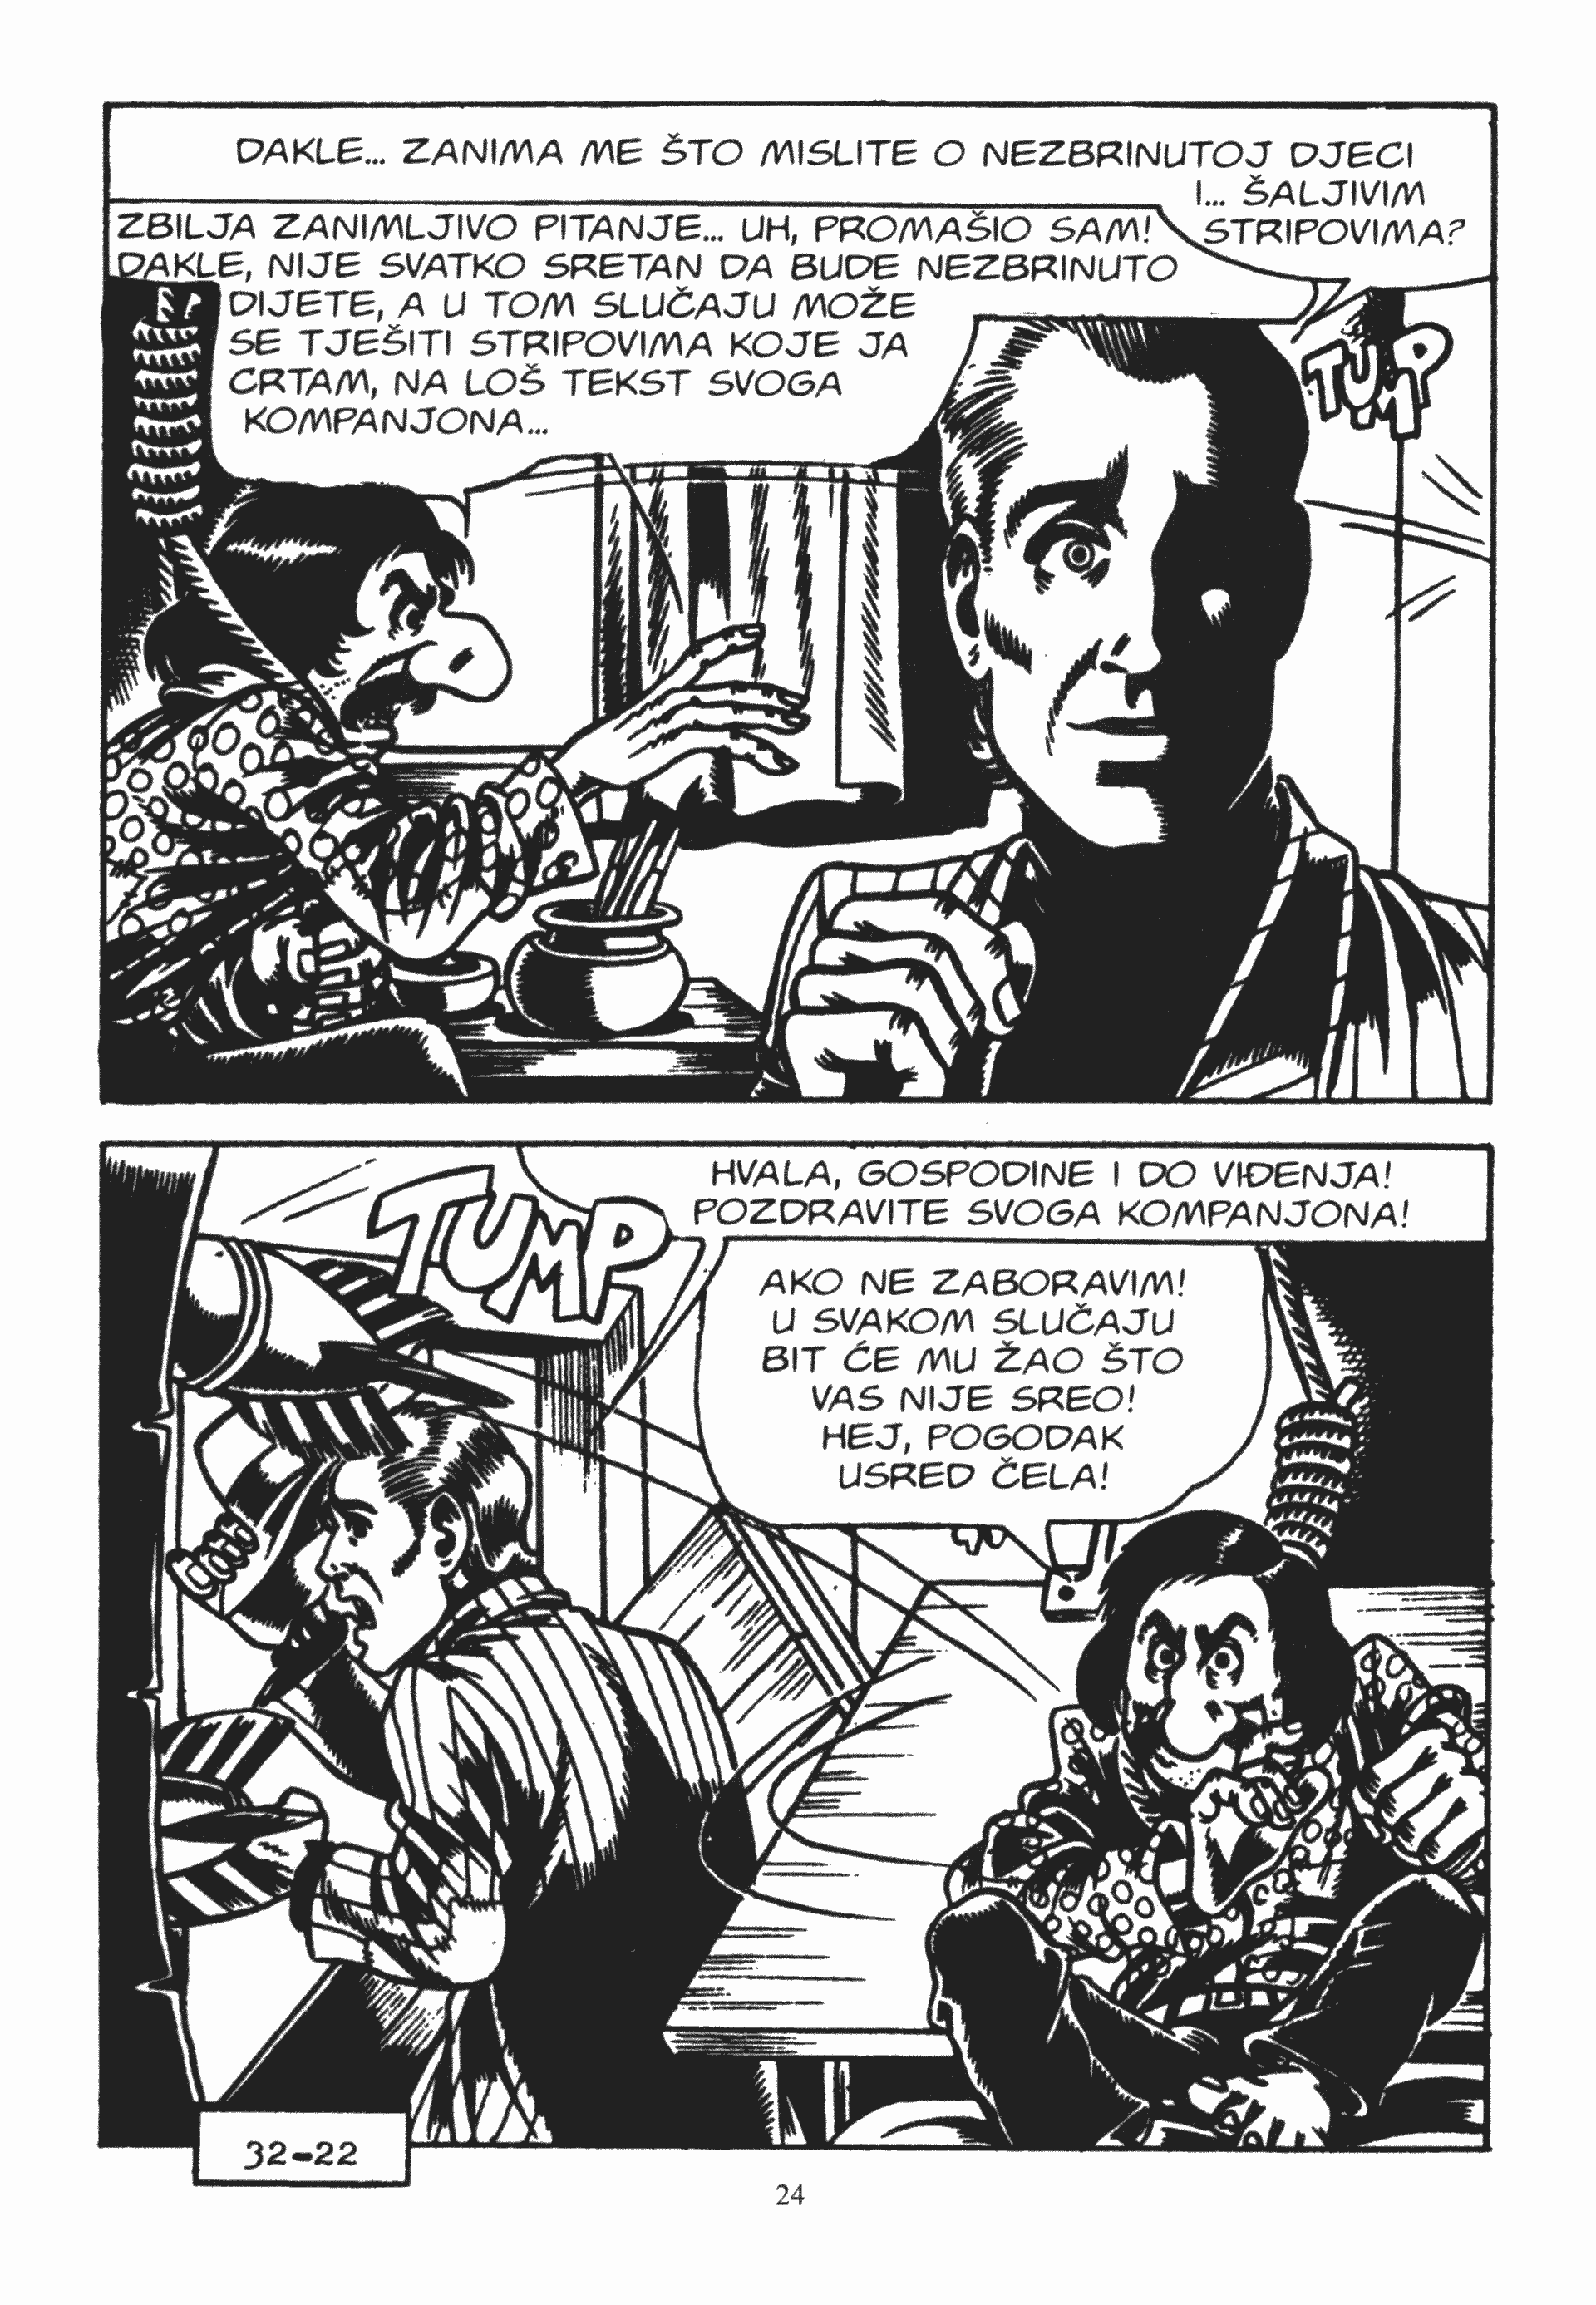 DAKLE... ZANIMA ME ŠTO MISLITE O NEZBRINUTOJ DJECI
I... ŠALJIVIM
STRIPOVIMA?
ZBILJA ZANIMLJIVO PITANJE... UH, PROMAŠIO SAM!
DAKLE, NIJE SVATKO SRETAN DA BUDE NEZBRINUTO
DIJETE, A U TOM SLUČAJU MOŽE
SE TJEŠITI STRIPOVIMA KOJE JA
CRTAM, NA LOŠ TEKST SVOGA
KOMPANJONA...
TUMP
HVALA, GOSPODINE I DO VIĐENJA!
POZDRAVITE SVOGA KOMPANJONA!
TUMP
AKO NE ZABORAVIM!
U SVAKOM SLUČAJU
BIT ĆE MU ŽAO ŠTO
VAS NIJE SREO!
HEJ, POGODAK
USRED ČELA!
32-22
24